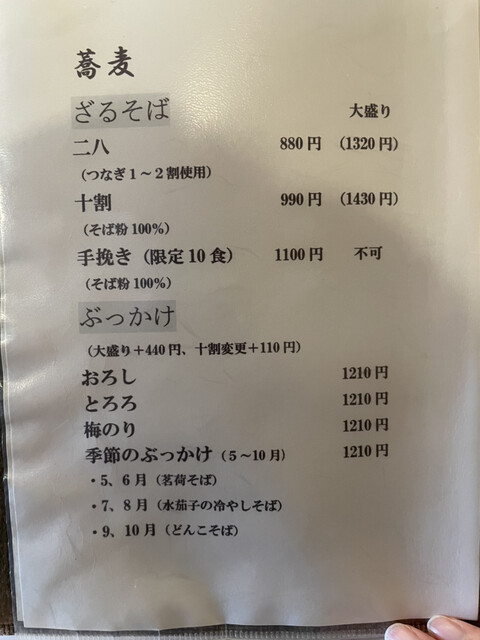 蕎麦
ざるそば 大盛り
二八 880円 (1320円)
(つなぎ1～2割使用)
十割 990円 (1430円)
(そば粉100%)
手挽き (限定10食) 1100円 不可
(そば粉100%)
ぶっかけ
(大盛り＋440円、十割変更＋110円)
おろし 1210円
とろろ 1210円
梅のり 1210円
季節のぶっかけ (5～10月) 1210円
・5、6月 (茗荷そば)
・7、8月 (水茄子の冷やしそば)
・9、10月 (どんこそば)